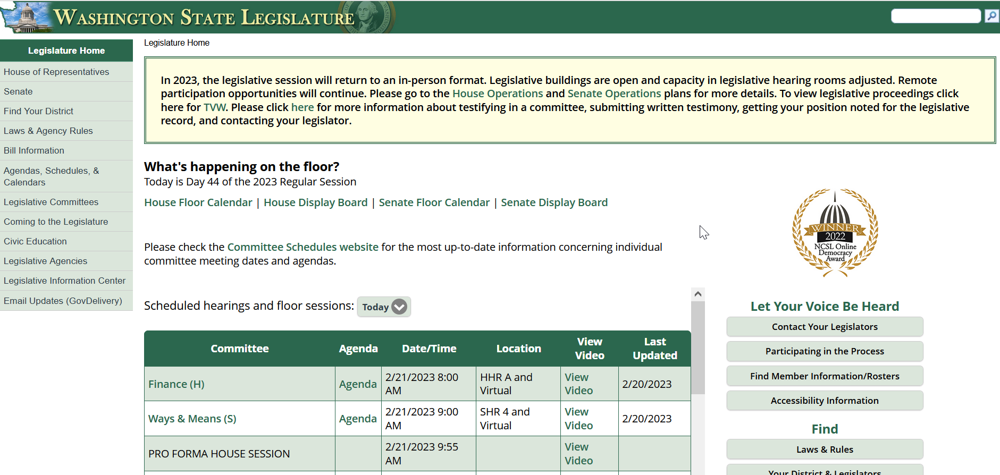 WASHINGTON STATE LEGISLATURE
Legislature Home
House of Representatives
Senate
Find Your District
Laws & Agency Rules
Bill Information
Agendas, Schedules, &
Calendars
Legislative Committees
Coming to the Legislature
Civic Education
Legislative Agencies
Legislative Information Center
Email Updates (GovDelivery)
Legislature Home
In 2023, the legislative session will return to an in-person format. Legislative buildings are open and capacity in legislative hearing rooms adjusted. Remote
participation opportunities will continue. Please go to the House Operations and Senate Operations plans for more details. To view legislative proceedings click
here for TVW. Please click here for more information about testifying in a committee, submitting written testimony, getting your position noted for the legislative
record, and contacting your legislator.
What's happening on the floor?
Today is Day 44 of the 2023 Regular Session
House Floor Calendar | House Display Board | Senate Floor Calendar | Senate Display Board
Please check the Committee Schedules website for the most up-to-date information concerning individual
committee meeting dates and agendas.
Scheduled hearings and floor sessions: Today
Committee Agenda Date/Time Location View Video Last Updated
Finance (H) Agenda 2/21/2023 8:00 AM HHR A and Virtual View Video 2/20/2023
Ways & Means (S) Agenda 2/21/2023 9:00 AM SHR 4 and Virtual View Video 2/20/2023
PRO FORMA HOUSE SESSION 2/21/2023 9:55 AM View Video
WINNER
2022
NCSL Online
Democracy
Award
Let Your Voice Be Heard
Contact Your Legislators
Participating in the Process
Find Member Information/Rosters
Accessibility Information
Find
Laws & Rules
Your District & Legislators